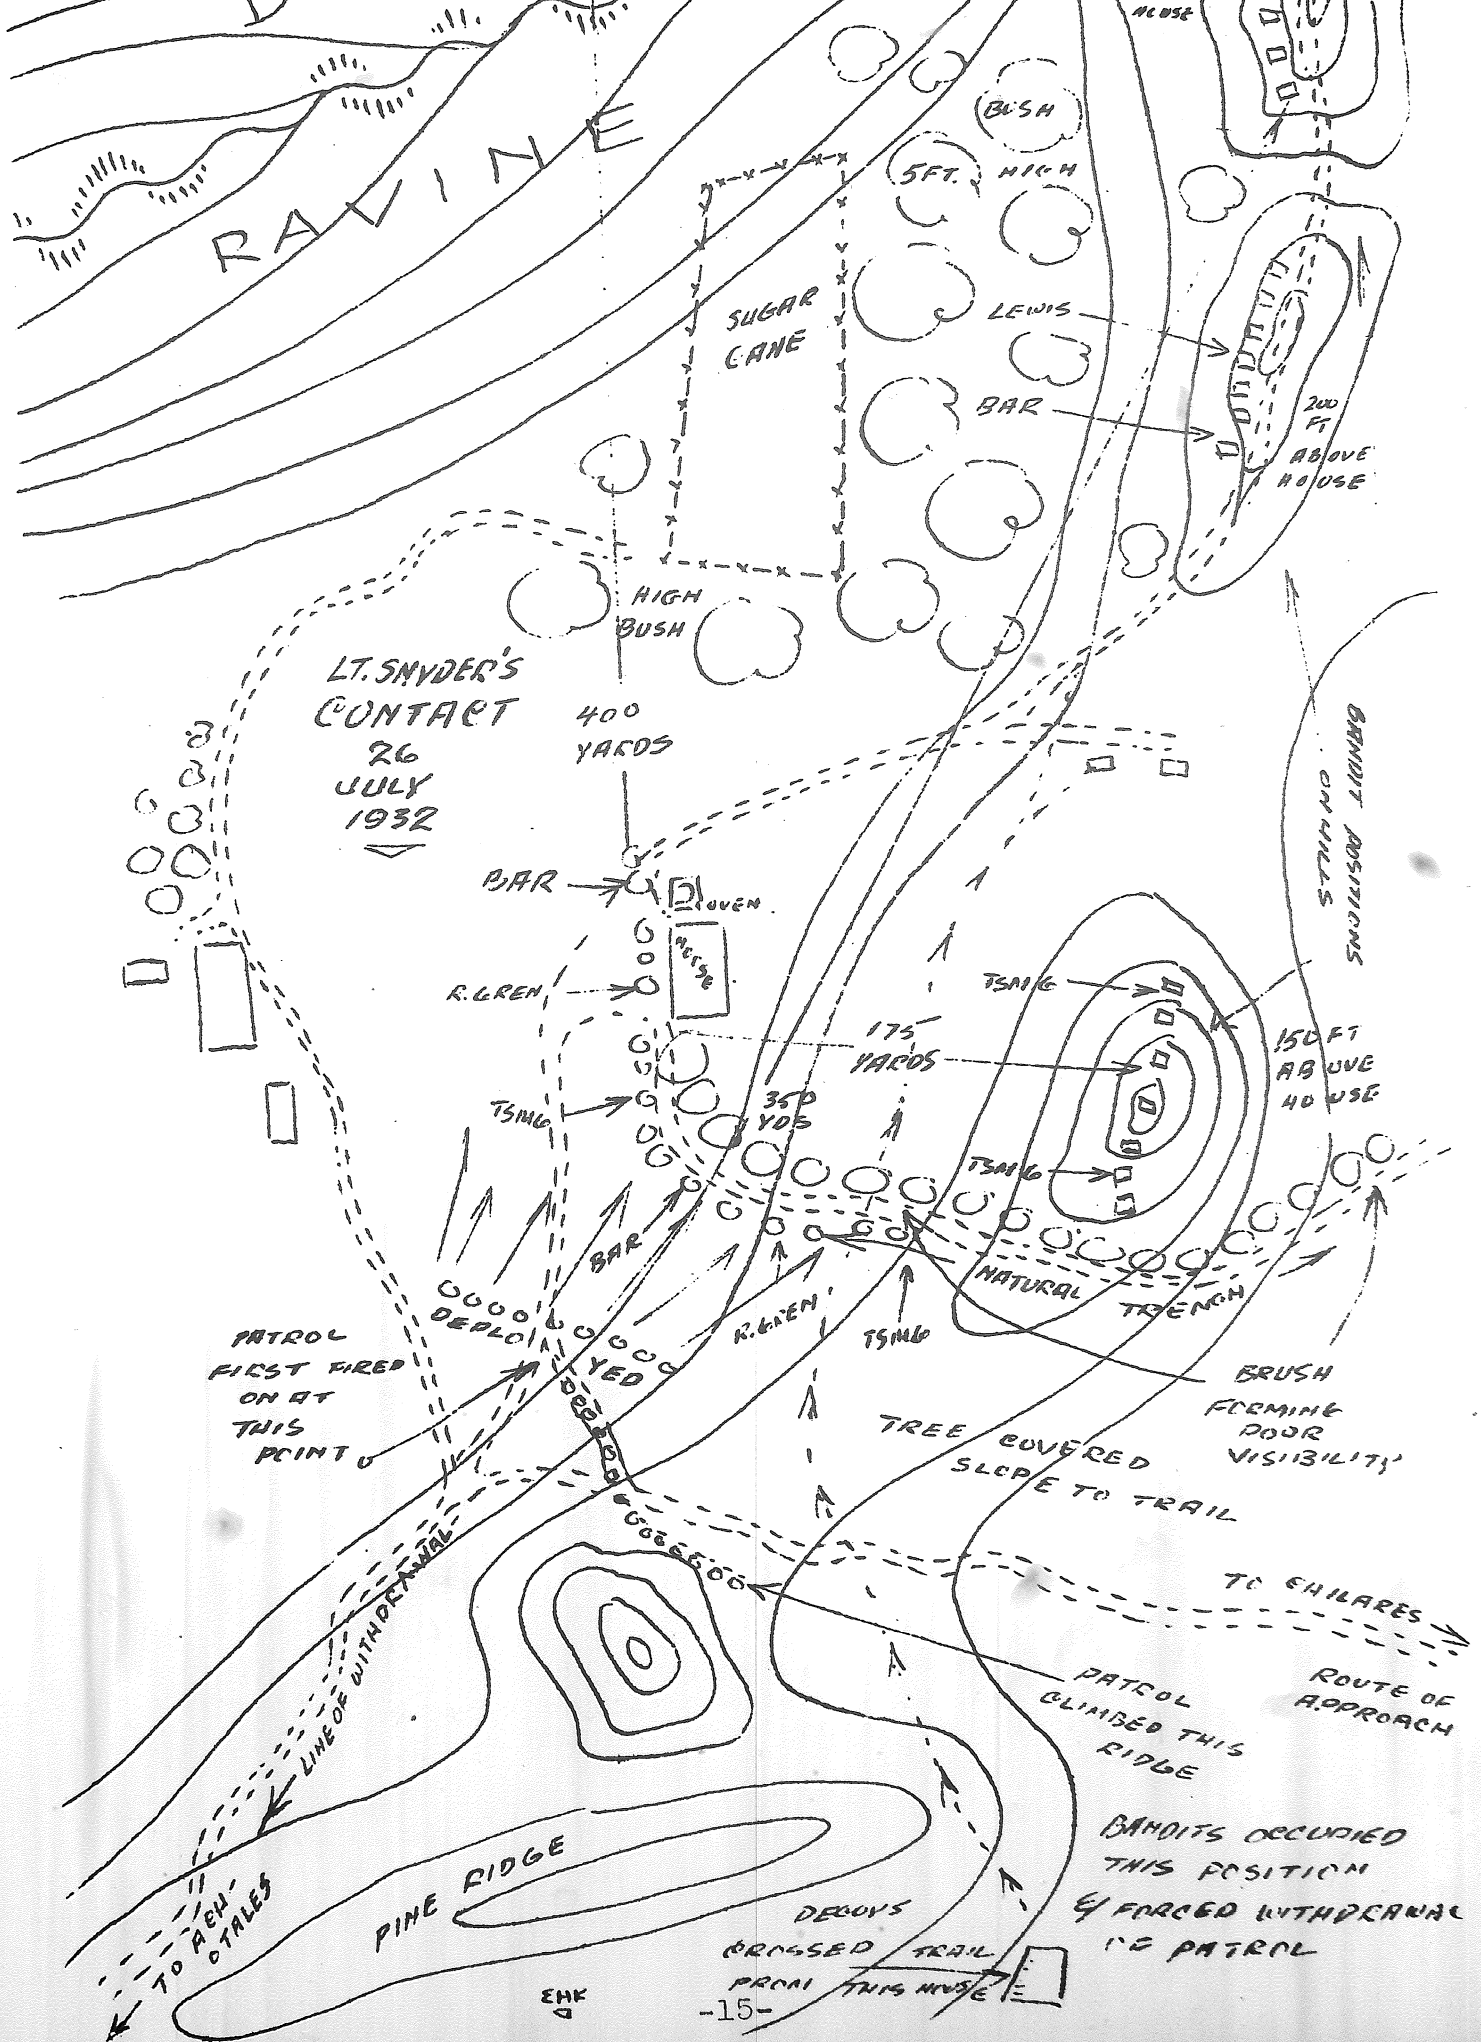 HOUSE
RAVINE
BUSH
5FT. HIGH
SUGAR
CANE
LEWIS
BAR
200
FT
ABOVE
HOUSE
HIGH
BUSH
LT. SNYDER'S
CONTACT
26
JULY
1932
400
YARDS
BANDIT POSITIONS
ON HILLS
BAR
OVEN
HOUSE
R.GREN
TSMG
175
YARDS
150 FT
ABOVE
HOUSE
TSMG
350
YDS
TSMG
BAR
NATURAL TRENCH
DEPLOYED
R.GREN
TSMG
PATROL
FIRST FIRED
ON AT
THIS
POINT
BRUSH
FORMING
POOR
VISIBILITY
TREE COVERED
SLOPE TO TRAIL
LINE OF WITHDRAWAL
TO CHILARES
ROUTE OF
APPROACH
PATROL
CLIMBED THIS
RIDGE
PINE RIDGE
BANDITS OCCUPIED
THIS POSITION
& FORCED WITHDRAWAL
OF PATROL
TO ACH-
OTALES
DECOYS
CROSSED TRAIL
FROM THIS HOUSE
EHK
-15-